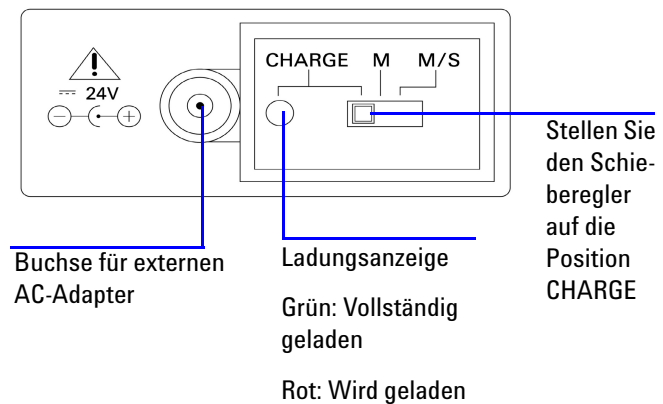 CHARGE M M/S
24V
Stellen Sie
den Schie-
beregler
auf die
Position
CHARGE
Buchse für externen
AC-Adapter
Ladungsanzeige
Grün: Vollständig
geladen
Rot: Wird geladen